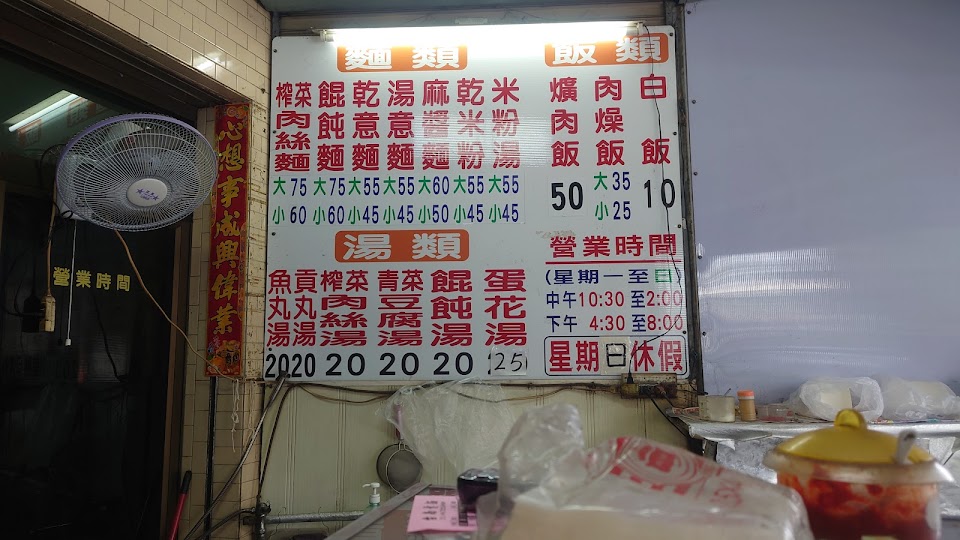 麵類
榨菜肉絲麵 大75 小60
餛飩麵 大75 小60
乾意麵 大55 小45
湯意麵 大55 小45
麻醬麵 大60 小50
乾米粉 大55 小45
米粉湯 大55 小45
飯類
爌肉飯 50
肉燥飯 大35 小25
白飯 10
湯類
魚丸湯 20
貢丸湯 20
榨菜肉絲湯 20
青菜豆腐湯 20
餛飩湯 20
蛋花湯 25
營業時間
(星期一至日
中午10:30至2:00
下午4:30至8:00
星期日休假
心想事成興偉業
營業時間